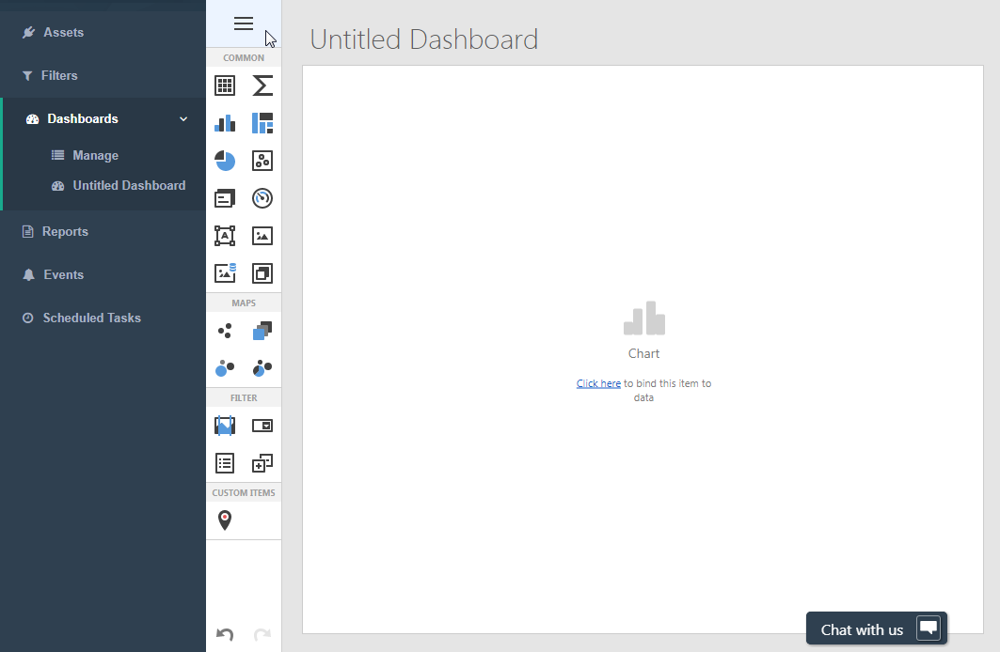 Assets
Filters
Dashboards
Manage
Untitled Dashboard
Reports
Events
Scheduled Tasks
COMMON
A
MAPS
FILTER
CUSTOM ITEMS
Untitled Dashboard
Chart
Click here to bind this item to
data
Chat with us